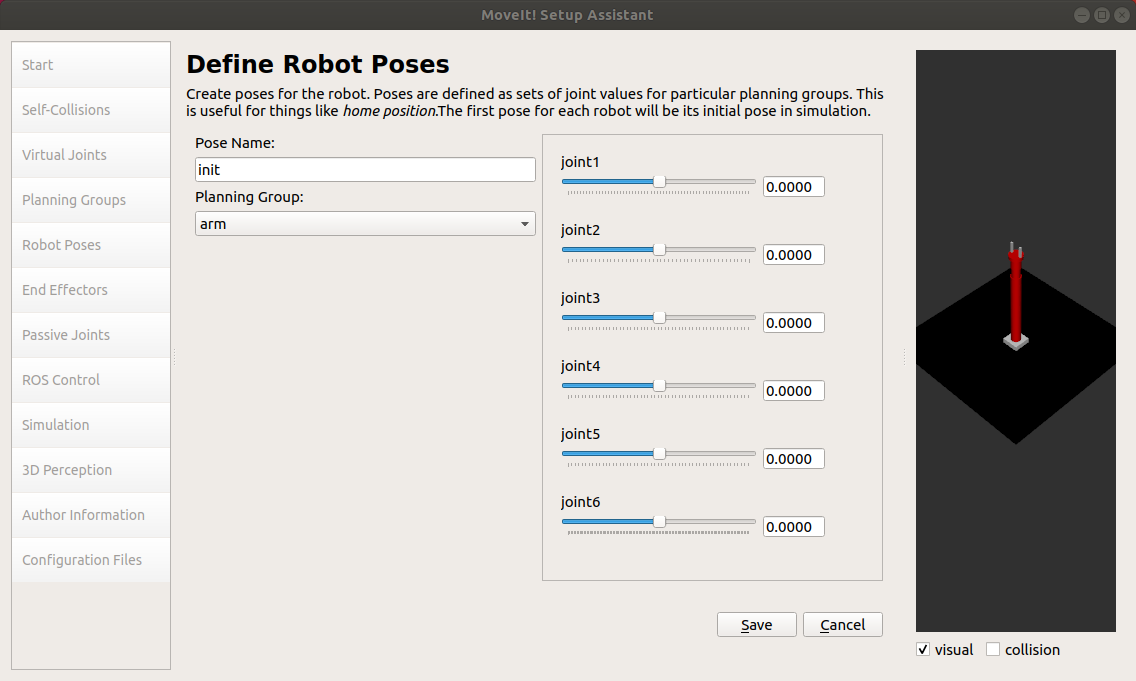 MoveIt! Setup Assistant
Start
Self-Collisions
Virtual Joints
Planning Groups
Robot Poses
End Effectors
Passive Joints
ROS Control
Simulation
3D Perception
Author Information
Configuration Files
Define Robot Poses
Create poses for the robot. Poses are defined as sets of joint values for particular planning groups. This
is useful for things like home position.The first pose for each robot will be its initial pose in simulation.
Pose Name:
init
Planning Group:
arm
joint1
0.0000
joint2
0.0000
joint3
0.0000
joint4
0.0000
joint5
0.0000
joint6
0.0000
Save
Cancel
visual
collision